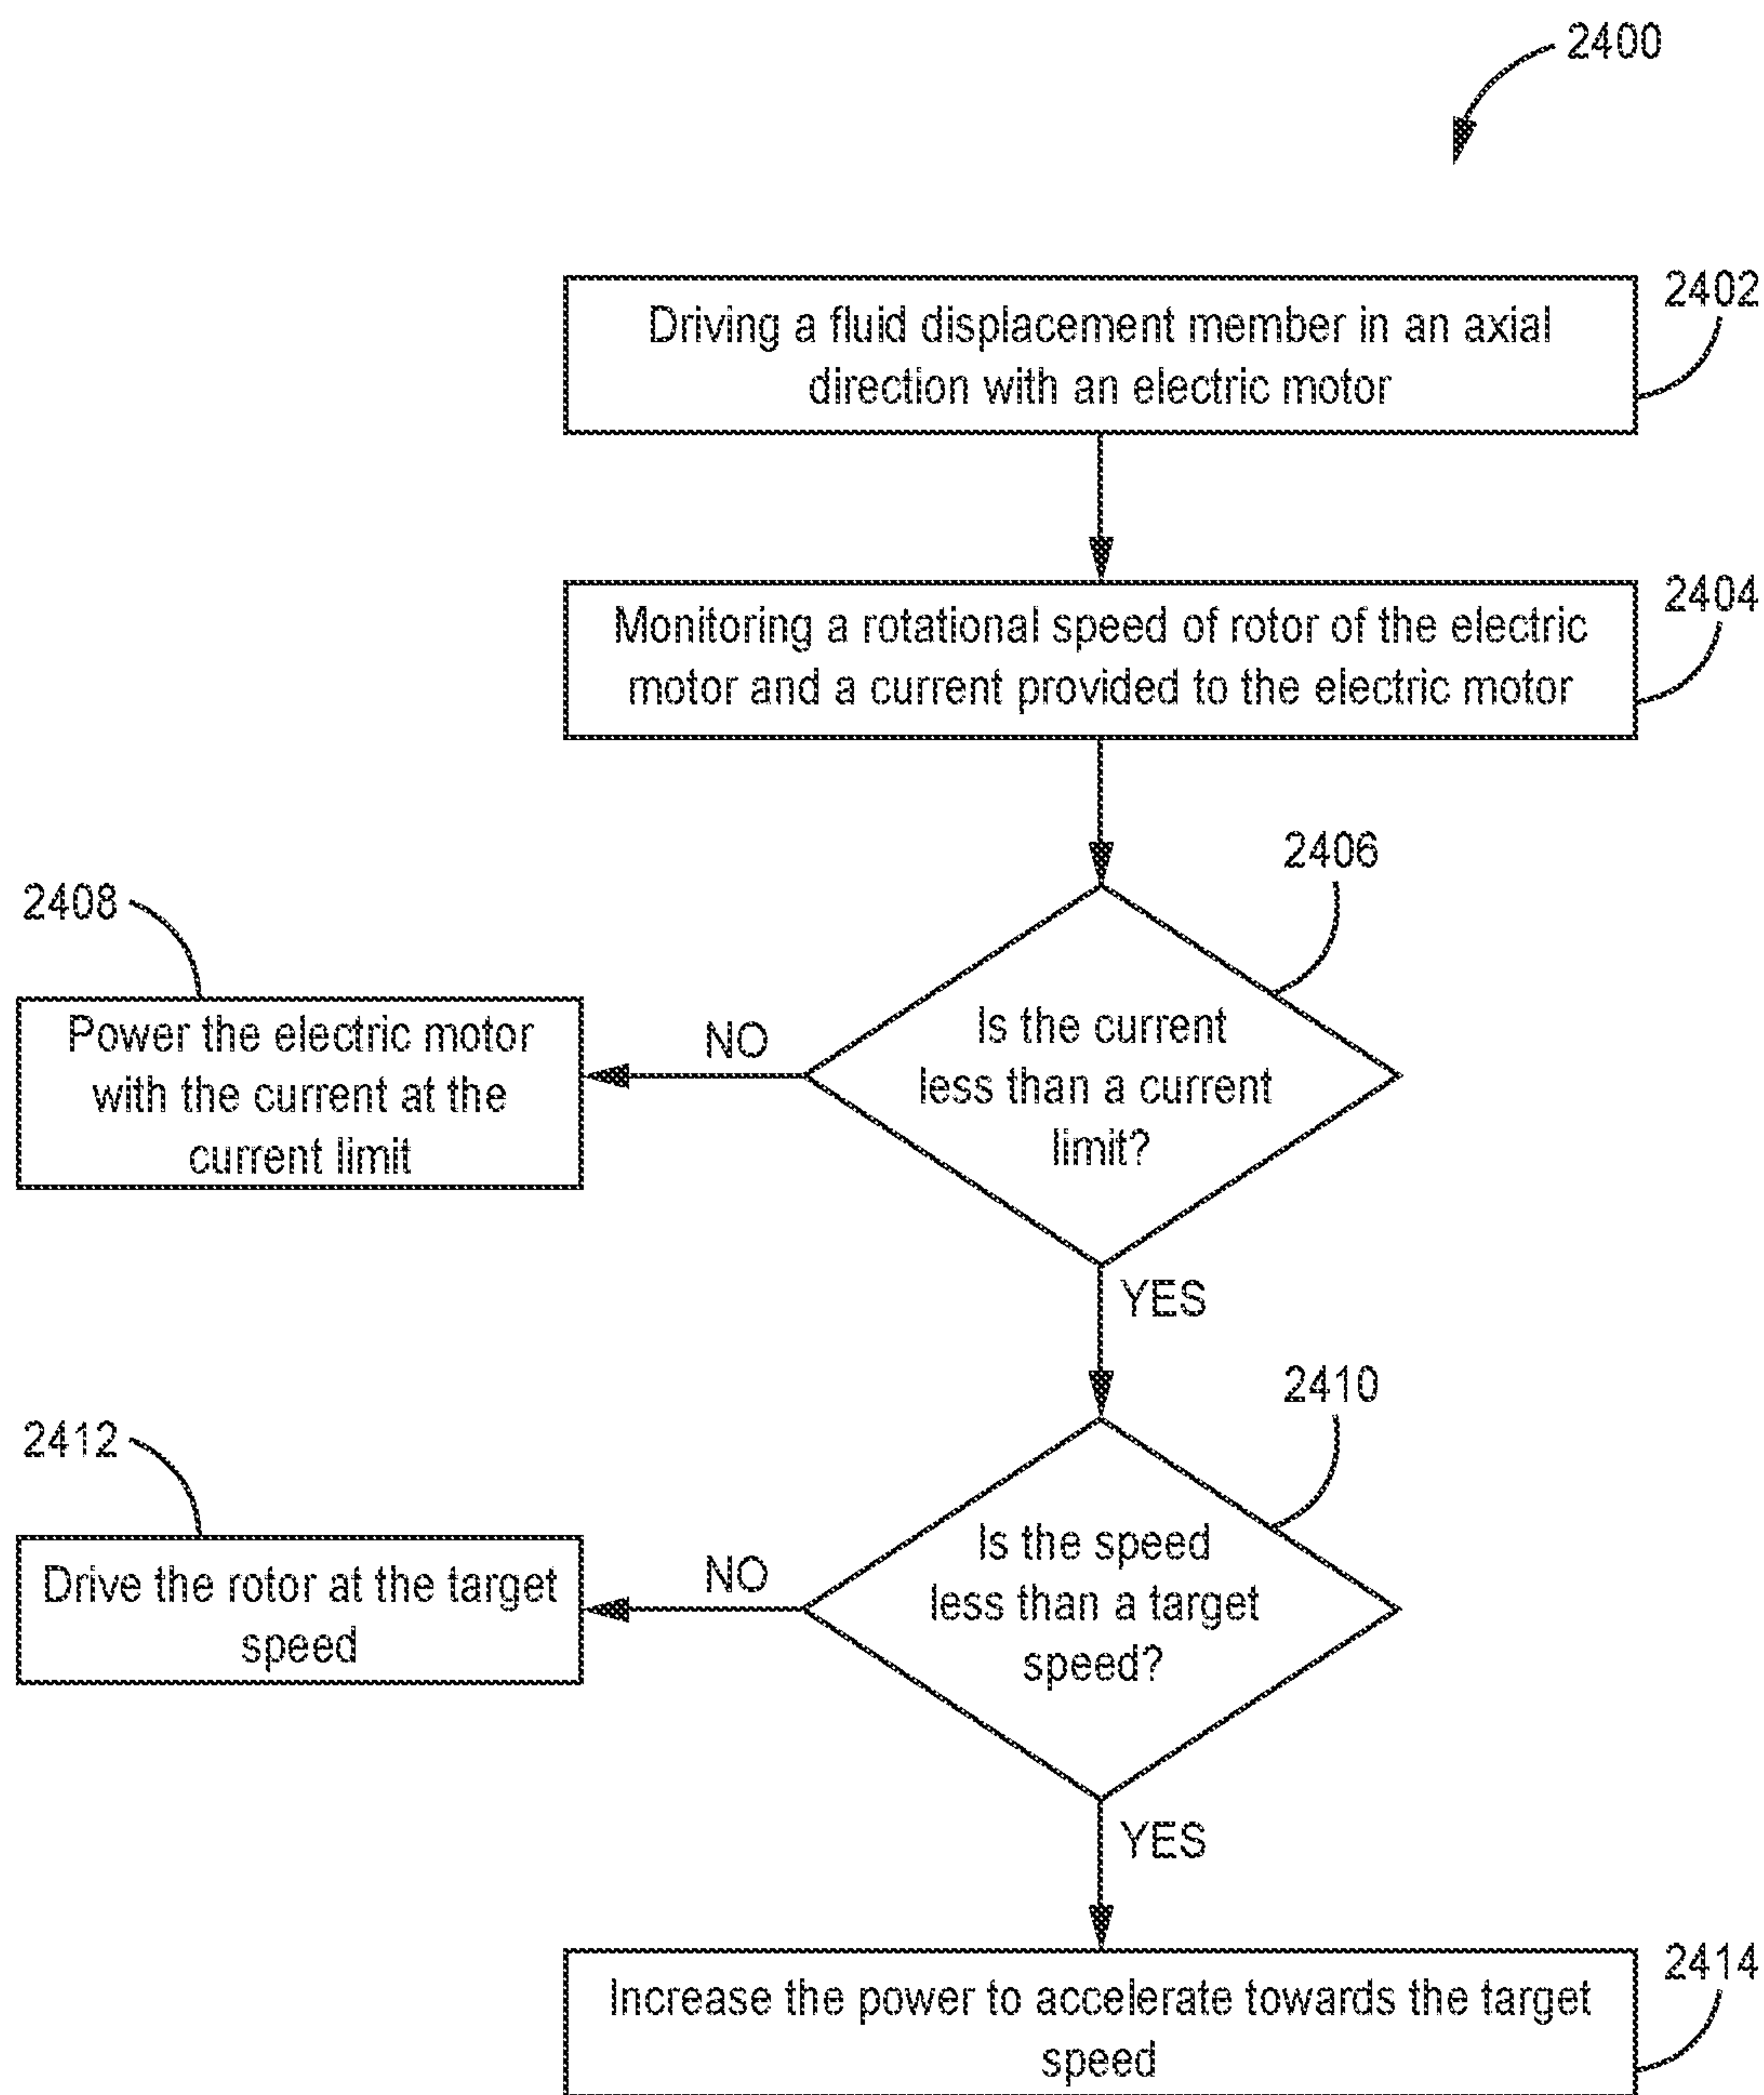 2400
Driving a fluid displacement member in an axial
direction with an electric motor
2402
Monitoring a rotational speed of rotor of the electric
motor and a current provided to the electric motor
2404
2406
Is the current
less than a current
limit?
NO
2408
Power the electric motor
with the current at the
current limit
YES
2410
Is the speed
less than a target
speed?
NO
2412
Drive the rotor at the target
speed
YES
Increase the power to accelerate towards the target
speed
2414